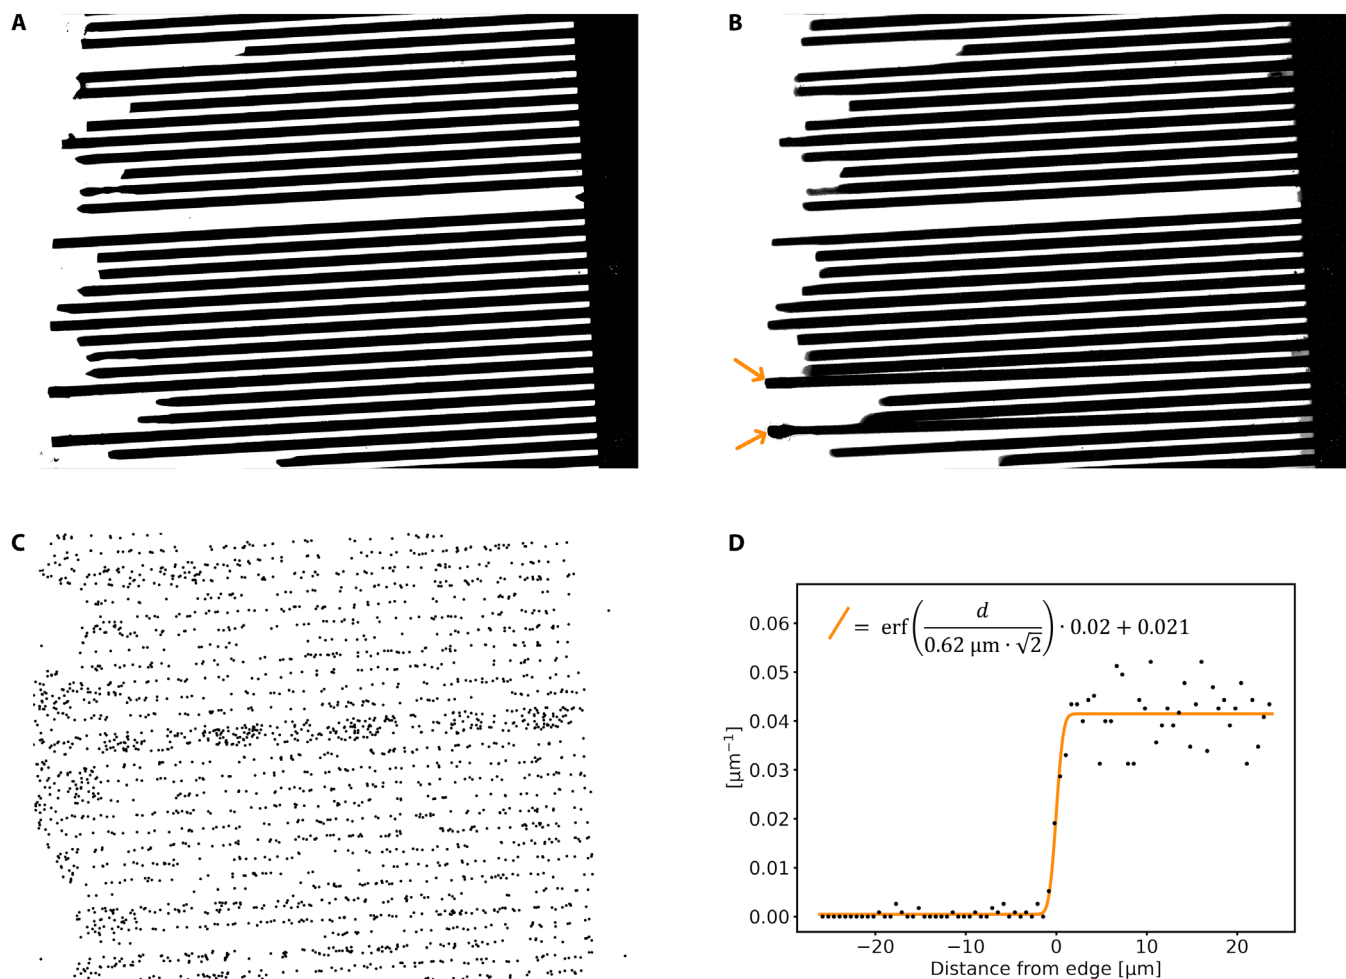 A
B
C
D
= erf(d / 0.62 μm · √2) · 0.02 + 0.021
0.06
0.05
0.04
0.03
0.02
0.01
0.00
[μm⁻¹]
−20 −10 0 10 20
Distance from edge [μm]